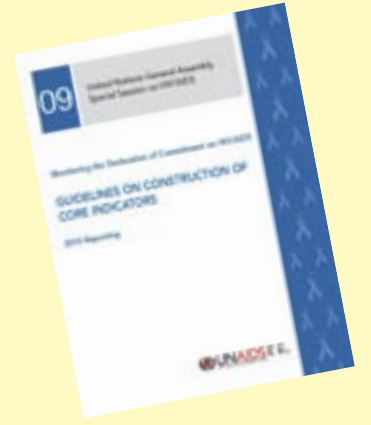 09
United Nations General Assembly
Special Session on HIV/AIDS
Monitoring the Declaration of Commitment on HIV/AIDS
GUIDELINES ON CONSTRUCTION OF
CORE INDICATORS
2010 Reporting
UNAIDS